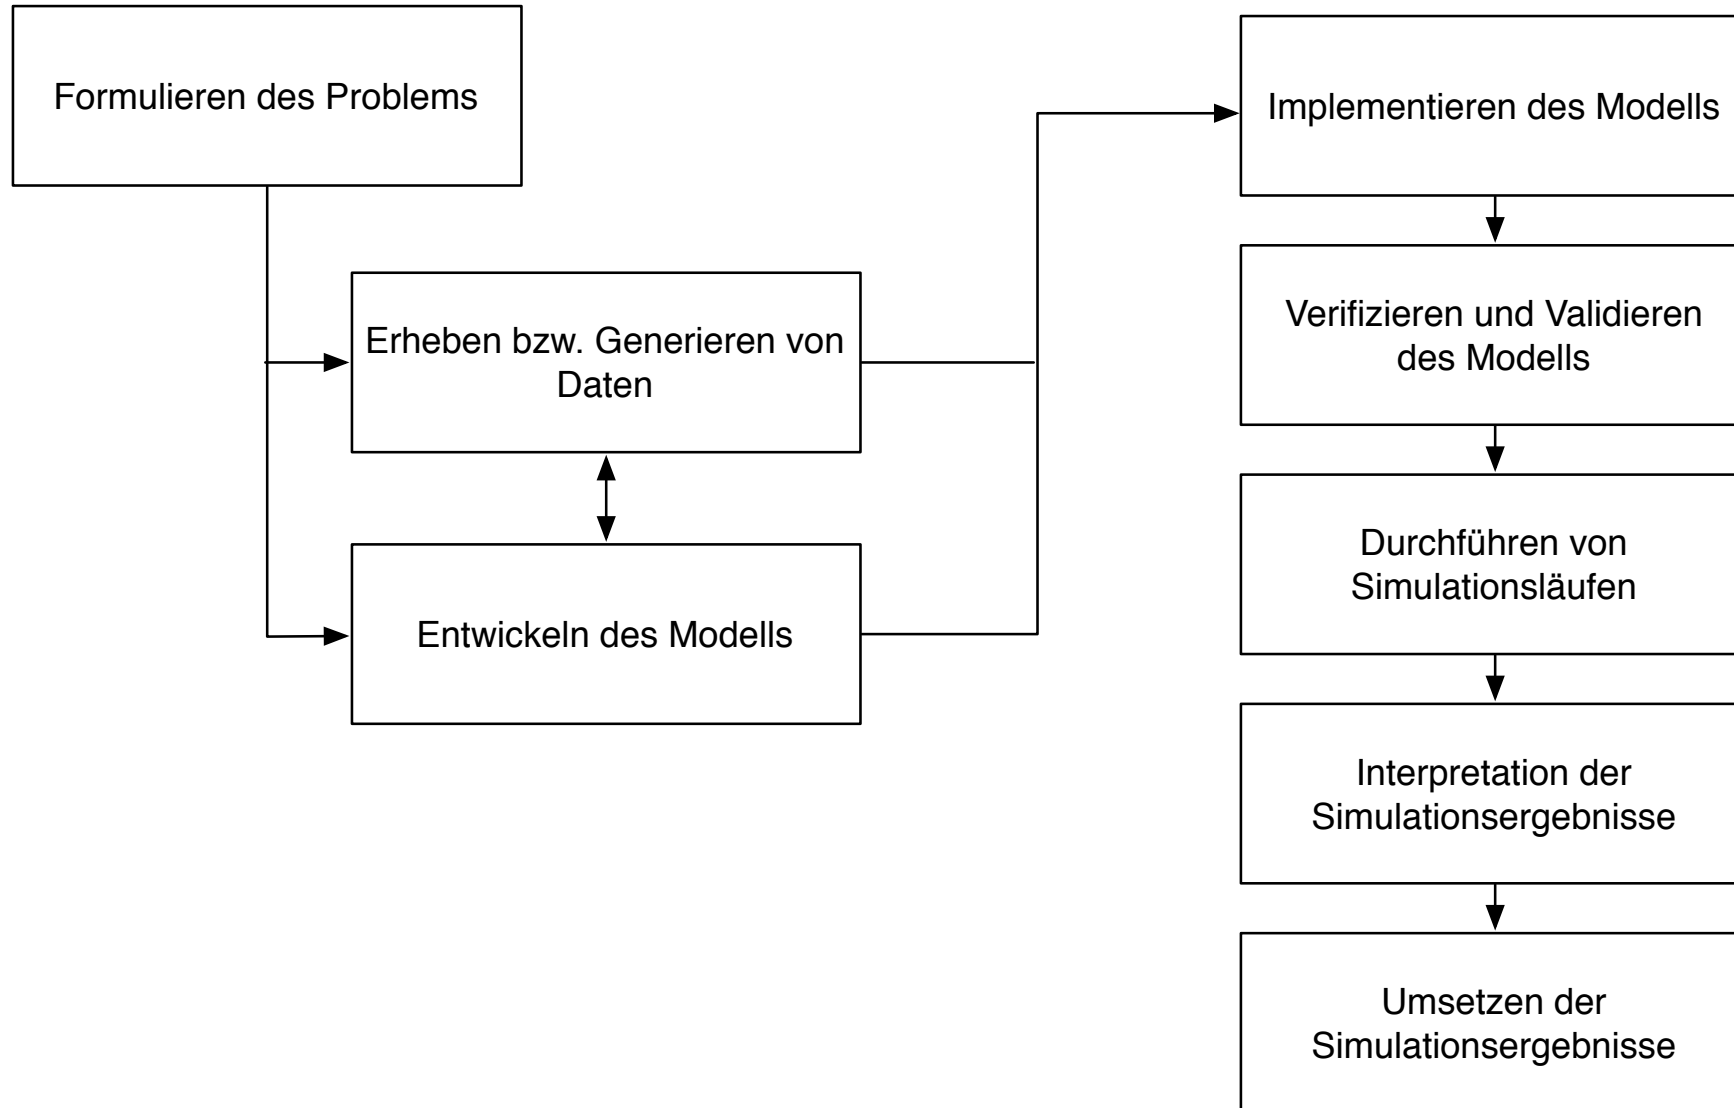 Formulieren des Problems
Erheben bzw. Generieren von
Daten
Entwickeln des Modells
Implementieren des Modells
Verifizieren und Validieren
des Modells
Durchführen von
Simulationsläufen
Interpretation der
Simulationsergebnisse
Umsetzen der
Simulationsergebnisse